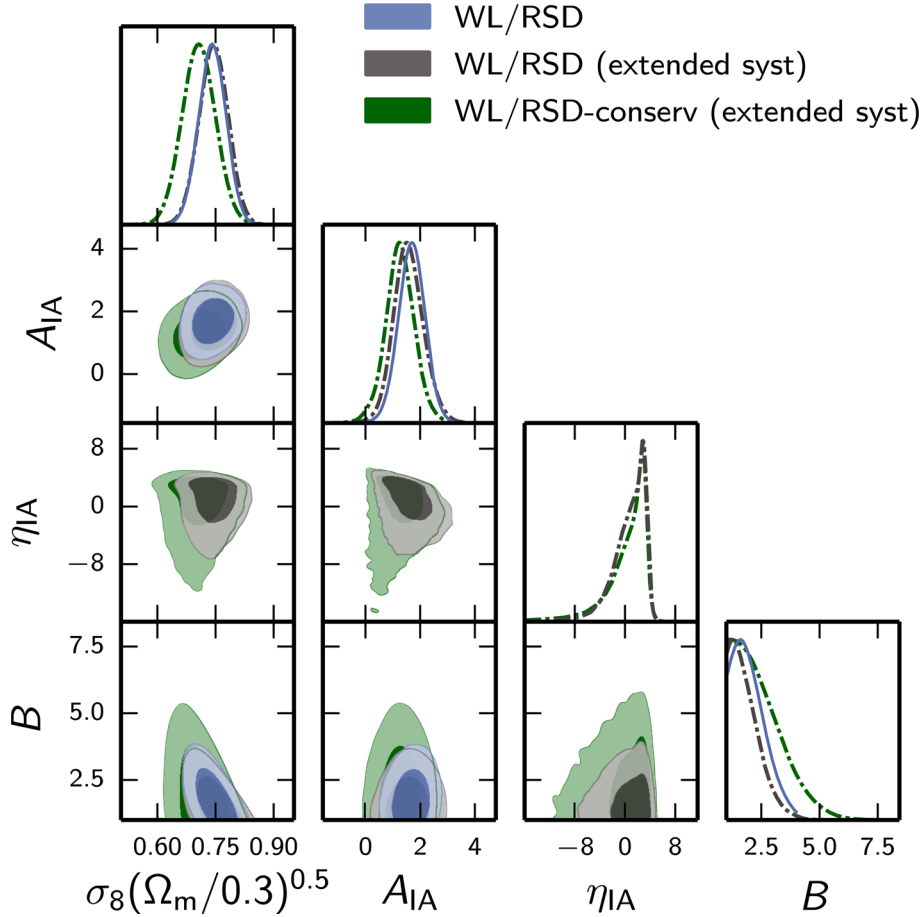 WL/RSD
WL/RSD (extended syst)
WL/RSD-conserv (extended syst)
4
2
0
A_IA
8
0
−8
η_IA
7.5
5.0
2.5
B
0.60 0.75 0.90
0 2 4
−8 0 8
2.5 5.0 7.5
σ₈(Ωₘ/0.3)^0.5
A_IA
η_IA
B